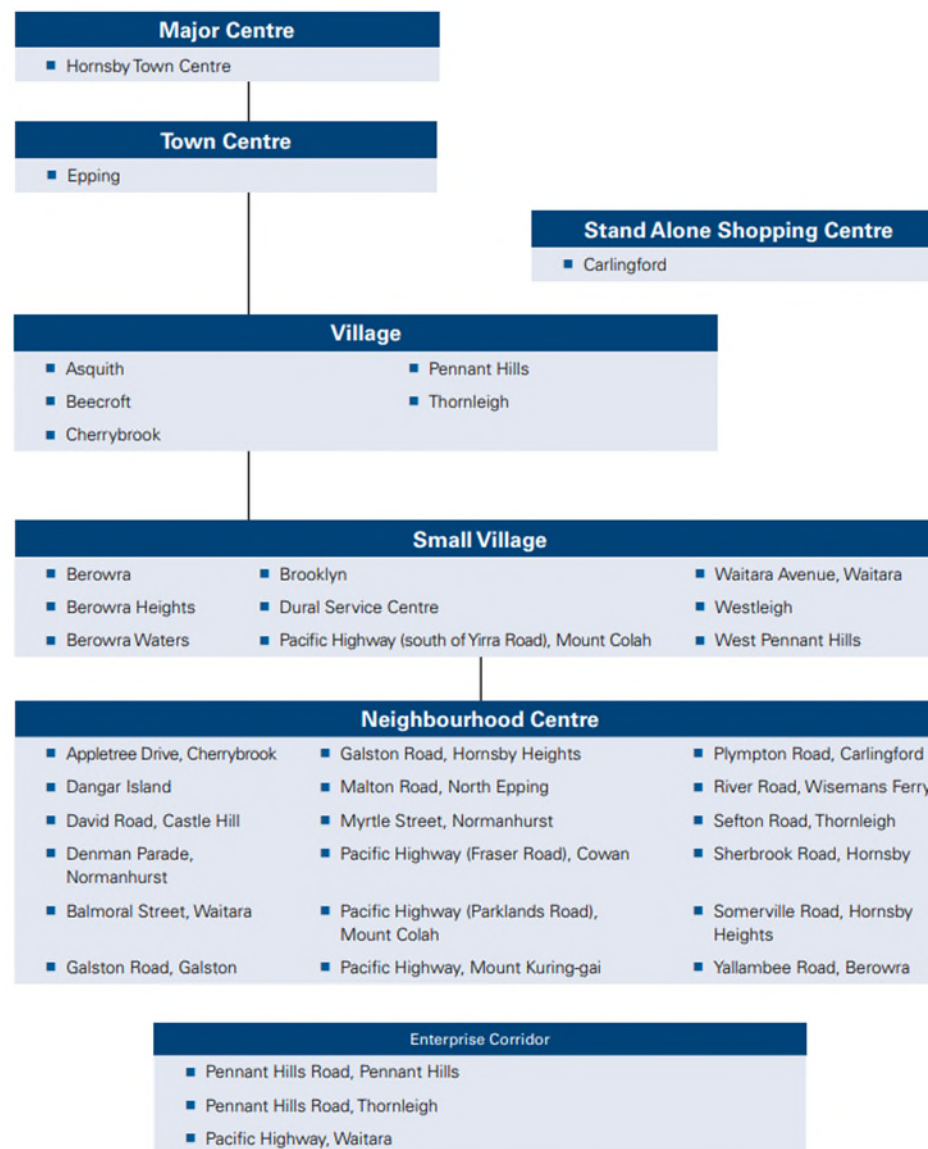 Major Centre
Hornsby Town Centre
Town Centre
Epping
Stand Alone Shopping Centre
Carlingford
Village
Asquith
Beecroft
Cherrybrook
Pennant Hills
Thornleigh
Small Village
Berowra
Berowra Heights
Berowra Waters
Brooklyn
Dural Service Centre
Pacific Highway (south of Yirra Road), Mount Colah
Waitara Avenue, Waitara
Westleigh
West Pennant Hills
Neighbourhood Centre
Appletree Drive, Cherrybrook
Dangar Island
David Road, Castle Hill
Denman Parade,
Normanhurst
Balmoral Street, Waitara
Galston Road, Galston
Galston Road, Hornsby Heights
Malton Road, North Epping
Myrtle Street, Normanhurst
Pacific Highway (Fraser Road), Cowan
Pacific Highway (Parklands Road),
Mount Colah
Pacific Highway, Mount Kuring-gai
Plympton Road, Carlingford
River Road, Wisemans Ferry
Sefton Road, Thornleigh
Sherbrook Road, Hornsby
Somerville Road, Hornsby
Heights
Yallambee Road, Berowra
Enterprise Corridor
Pennant Hills Road, Pennant Hills
Pennant Hills Road, Thornleigh
Pacific Highway, Waitara